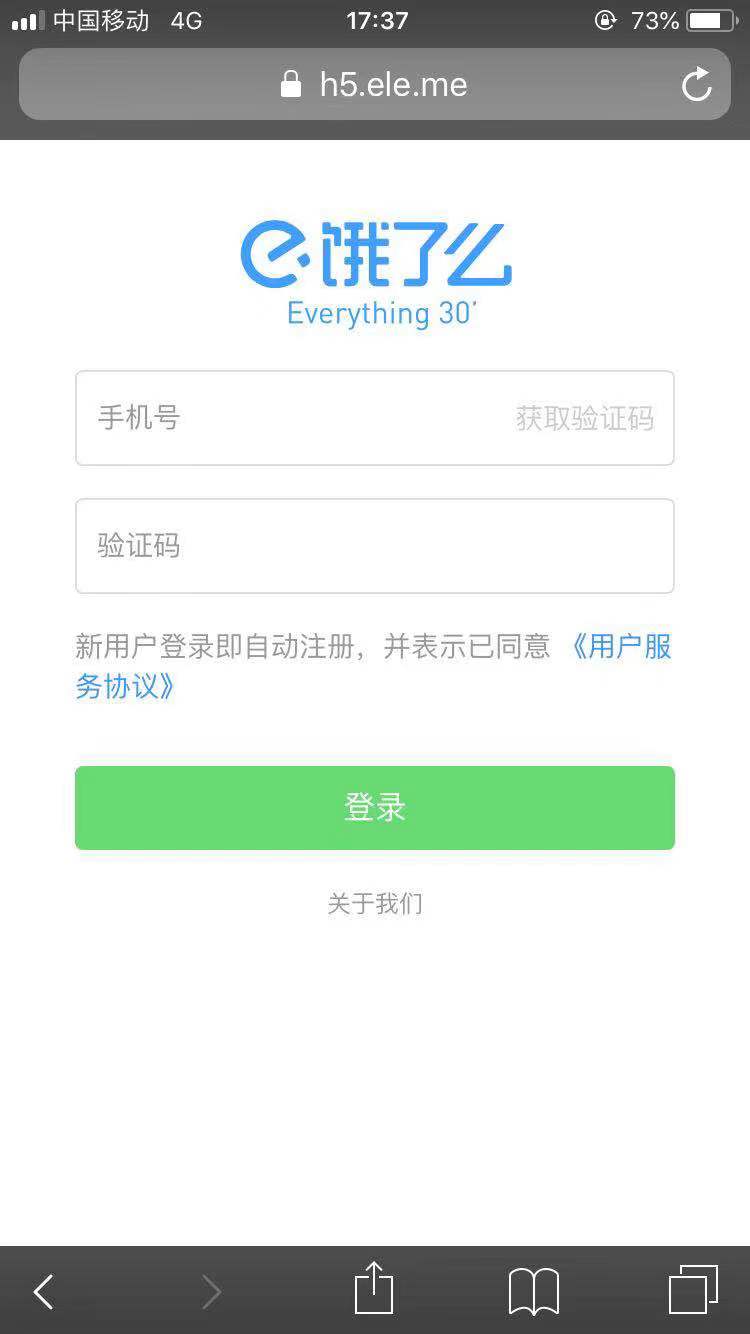 中国移动 4G 17:37 73%
h5.ele.me
e 饿了么
Everything 30'
手机号 获取验证码
验证码
新用户登录即自动注册，并表示已同意 《用户服
务协议》
登录
关于我们